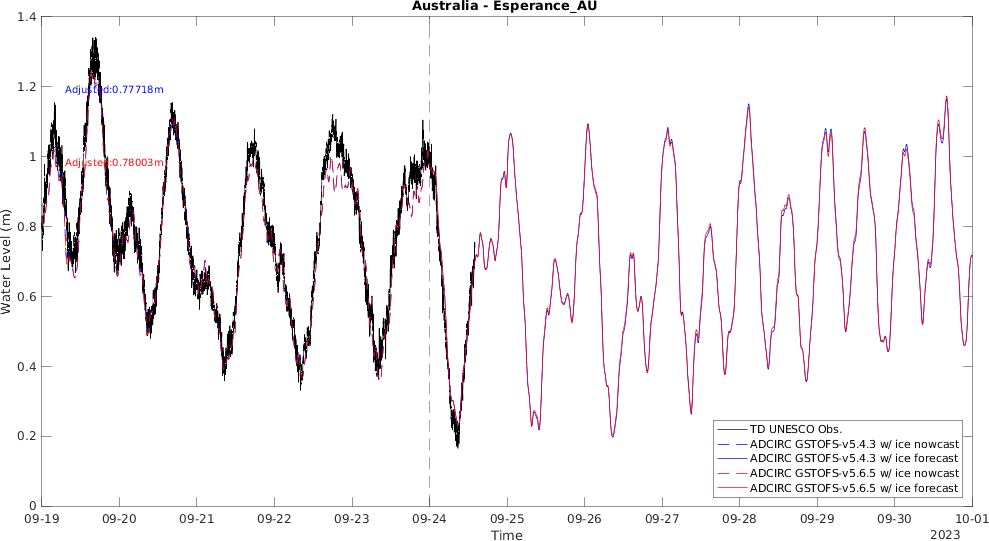 Australia - Esperance_AU
Water Level (m)
1.4
1.2
1
0.8
0.6
0.4
0.2
0
Adjusted:0.77718m
Adjusted:0.78003m
TD UNESCO Obs.
ADCIRC GSTOFS-v5.4.3 w/ ice nowcast
ADCIRC GSTOFS-v5.4.3 w/ ice forecast
ADCIRC GSTOFS-v5.6.5 w/ ice nowcast
ADCIRC GSTOFS-v5.6.5 w/ ice forecast
09-19 09-20 09-21 09-22 09-23 09-24 09-25 09-26 09-27 09-28 09-29 09-30 10-01
Time
2023